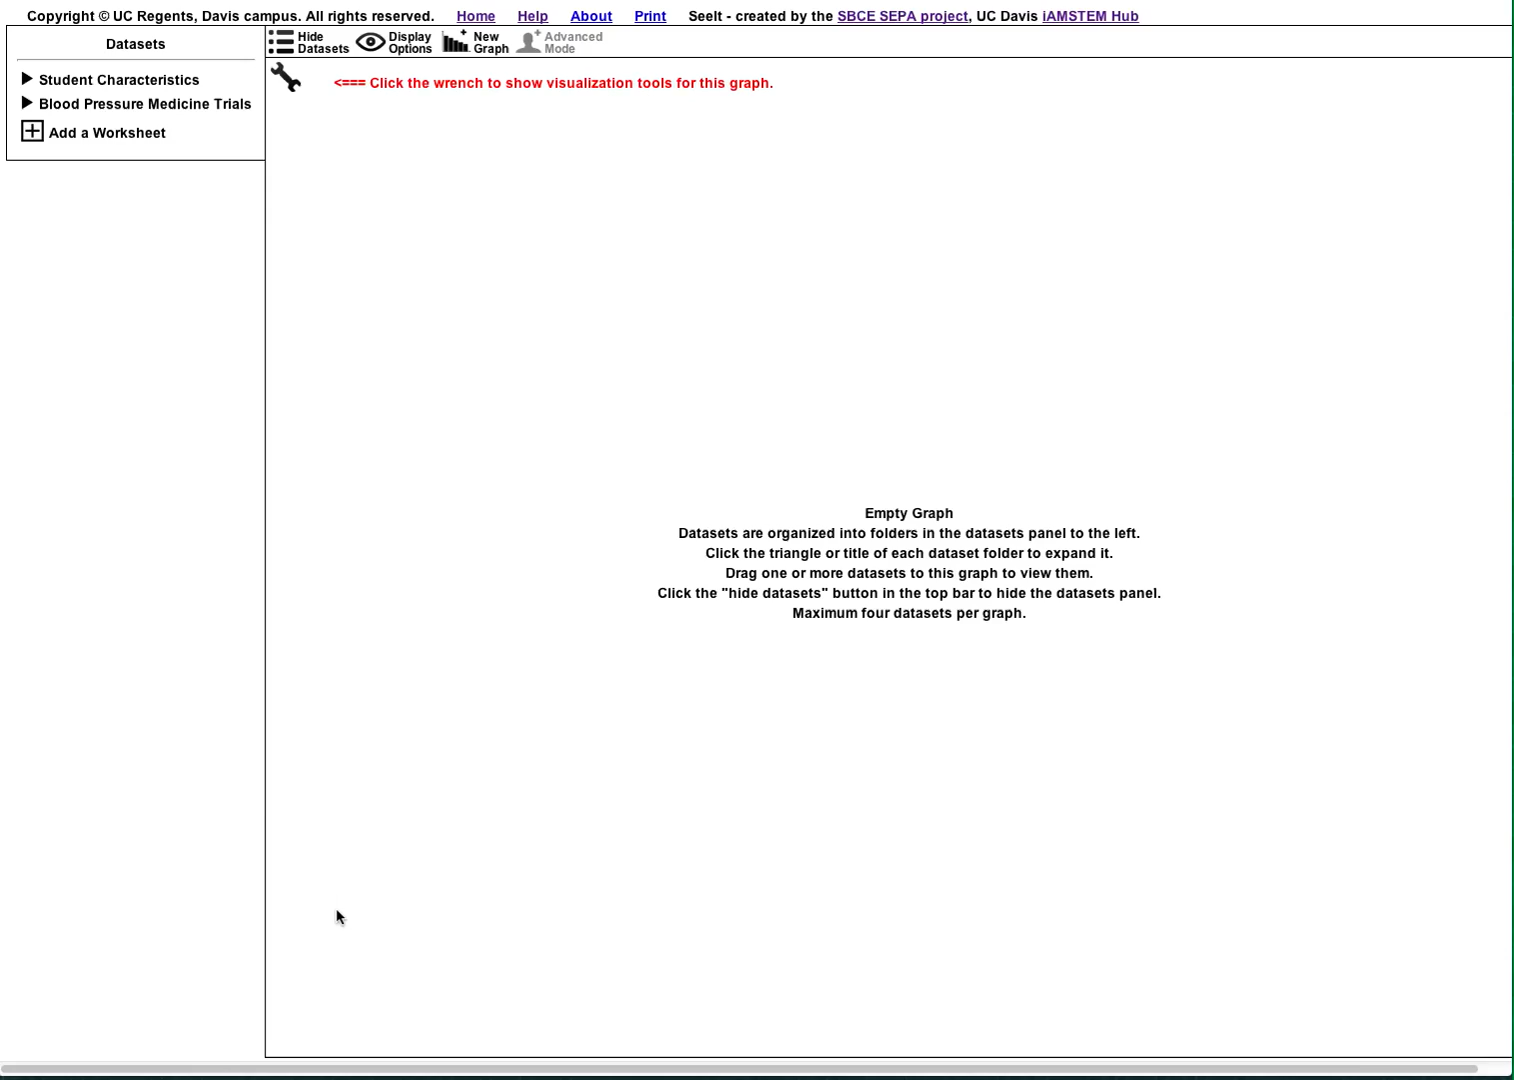 Copyright © UC Regents, Davis campus. All rights reserved. Home Help About Print SeeIt - created by the SBCE SEPA project, UC Davis iAMSTEM Hub
Datasets
Student Characteristics
Blood Pressure Medicine Trials
Add a Worksheet
Hide Datasets
Display Options
New Graph
Advanced Mode
<=== Click the wrench to show visualization tools for this graph.
Empty Graph
Datasets are organized into folders in the datasets panel to the left.
Click the triangle or title of each dataset folder to expand it.
Drag one or more datasets to this graph to view them.
Click the "hide datasets" button in the top bar to hide the datasets panel.
Maximum four datasets per graph.